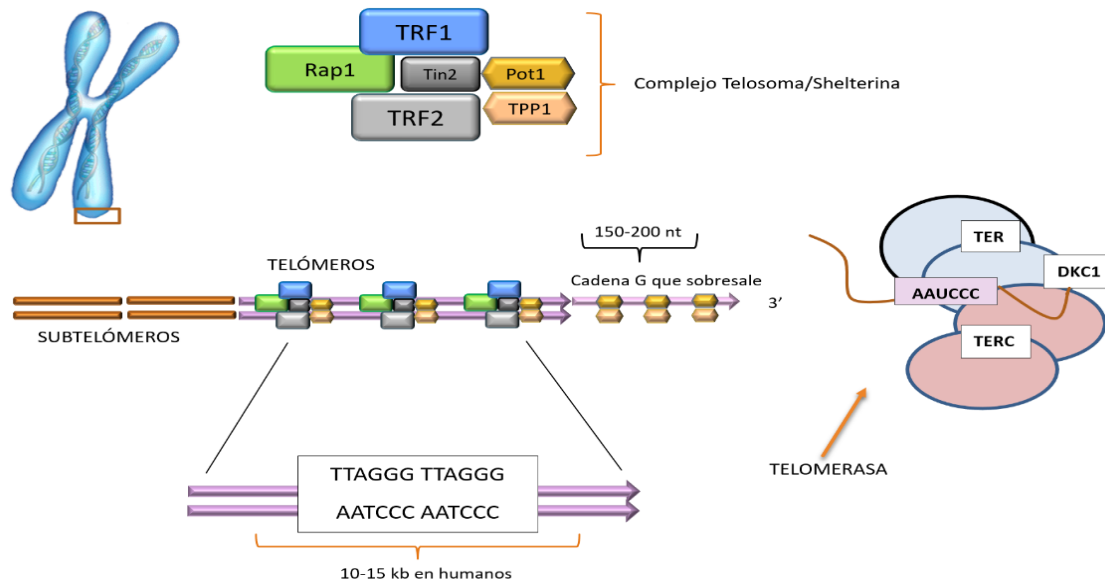 TRF1
Rap1
Tin2
Pot1
TRF2
TPP1
Complejo Telosoma/Shelterina
150-200 nt
TELÓMEROS
Cadena G que sobresale
3’
SUBTELÓMEROS
TER
DKC1
AAUCCC
TERC
TELOMERASA
TTAGGG TTAGGG
AATCCC AATCCC
10-15 kb en humanos